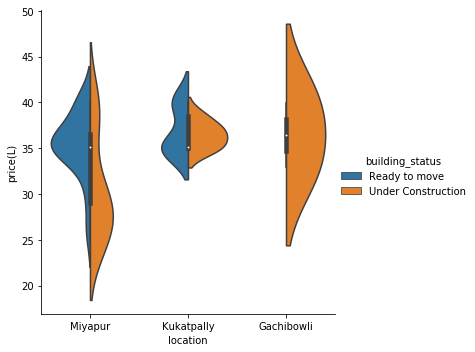 50
45
40
35
30
25
20
price(L)
Miyapur Kukatpally Gachibowli
location
building_status
Ready to move
Under Construction